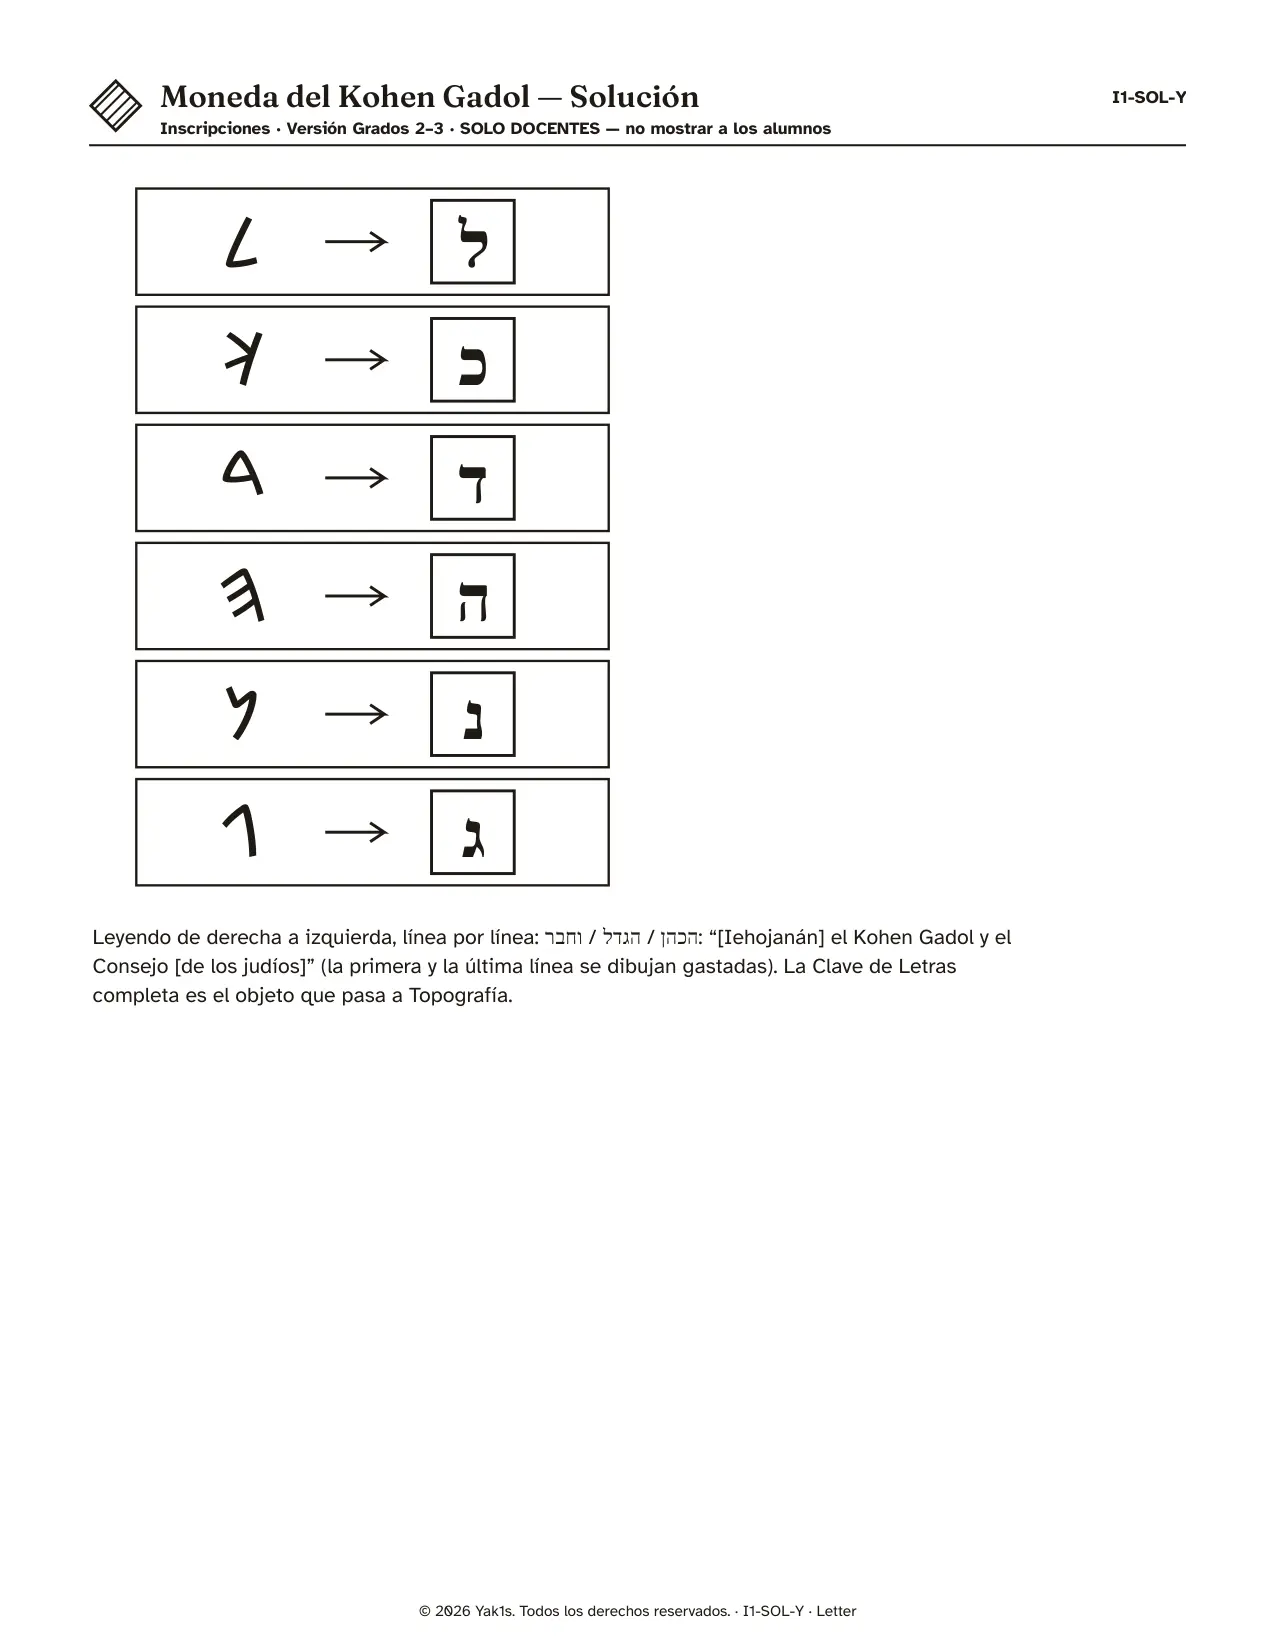 Moneda del Kohen Gadol — Solución
I1-SOL-Y
Inscripciones · Versión Grados 2–3 · SOLO DOCENTES — no mostrar a los alumnos
𐤋 → ל
𐤊 → כ
𐤃 → ד
𐤄 → ה
𐤍 → נ
𐤂 → ג
Leyendo de derecha a izquierda, línea por línea: הכהן / הגדל / וחבר: “[Iehojanán] el Kohen Gadol y el
Consejo [de los judíos]” (la primera y la última línea se dibujan gastadas). La Clave de Letras
completa es el objeto que pasa a Topografía.
© 2026 Yak1s. Todos los derechos reservados. · I1-SOL-Y · Letter